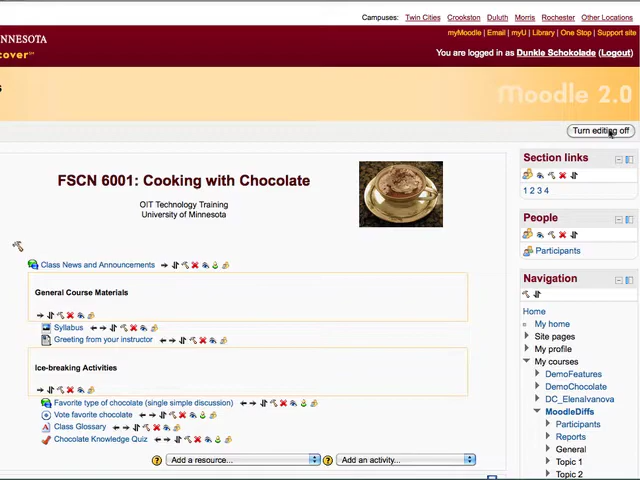 Campuses: Twin Cities Crookston Duluth Morris Rochester Other Locations
NNESOTA
myMoodle | Email | myU | Library | One Stop | Support site
cover™
You are logged in as Dunkle Schokolade (Logout)
s
moodle 2.0
Turn editing off
FSCN 6001: Cooking with Chocolate
OIT Technology Training
University of Minnesota
Class News and Announcements
General Course Materials
Syllabus
Greeting from your instructor
Ice-breaking Activities
Favorite type of chocolate (single simple discussion)
Vote favorite chocolate
Class Glossary
Chocolate Knowledge Quiz
Add a resource...
Add an activity...
Section links
1 2 3 4
People
Participants
Navigation
Home
My home
Site pages
My profile
My courses
DemoFeatures
DemoChocolate
DC_ElenaIvanova
MoodleDiffs
Participants
Reports
General
Topic 1
Topic 2